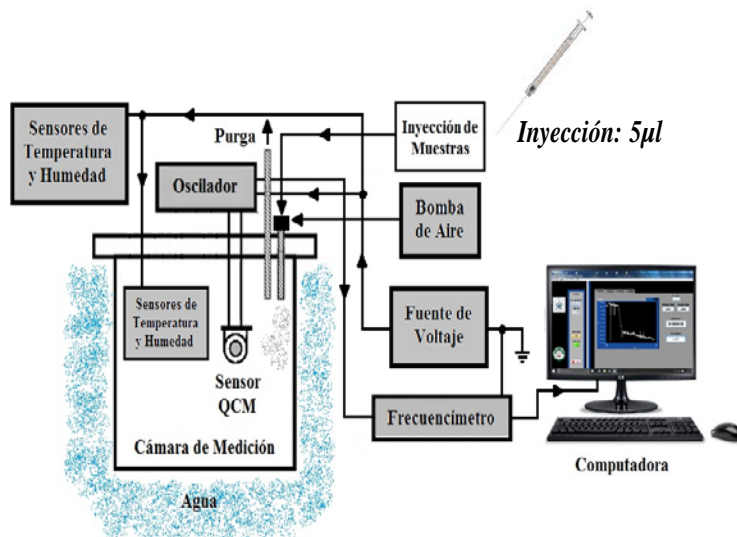 Inyección: 5µl
Sensores de
Temperatura
y Humedad
Purga
Inyección de
Muestras
Oscilador
Bomba
de Aire
Sensores de
Temperatura
y Humedad
Fuente de
Voltaje
Sensor
QCM
Frecuencímetro
Cámara de Medición
Computadora
Agua